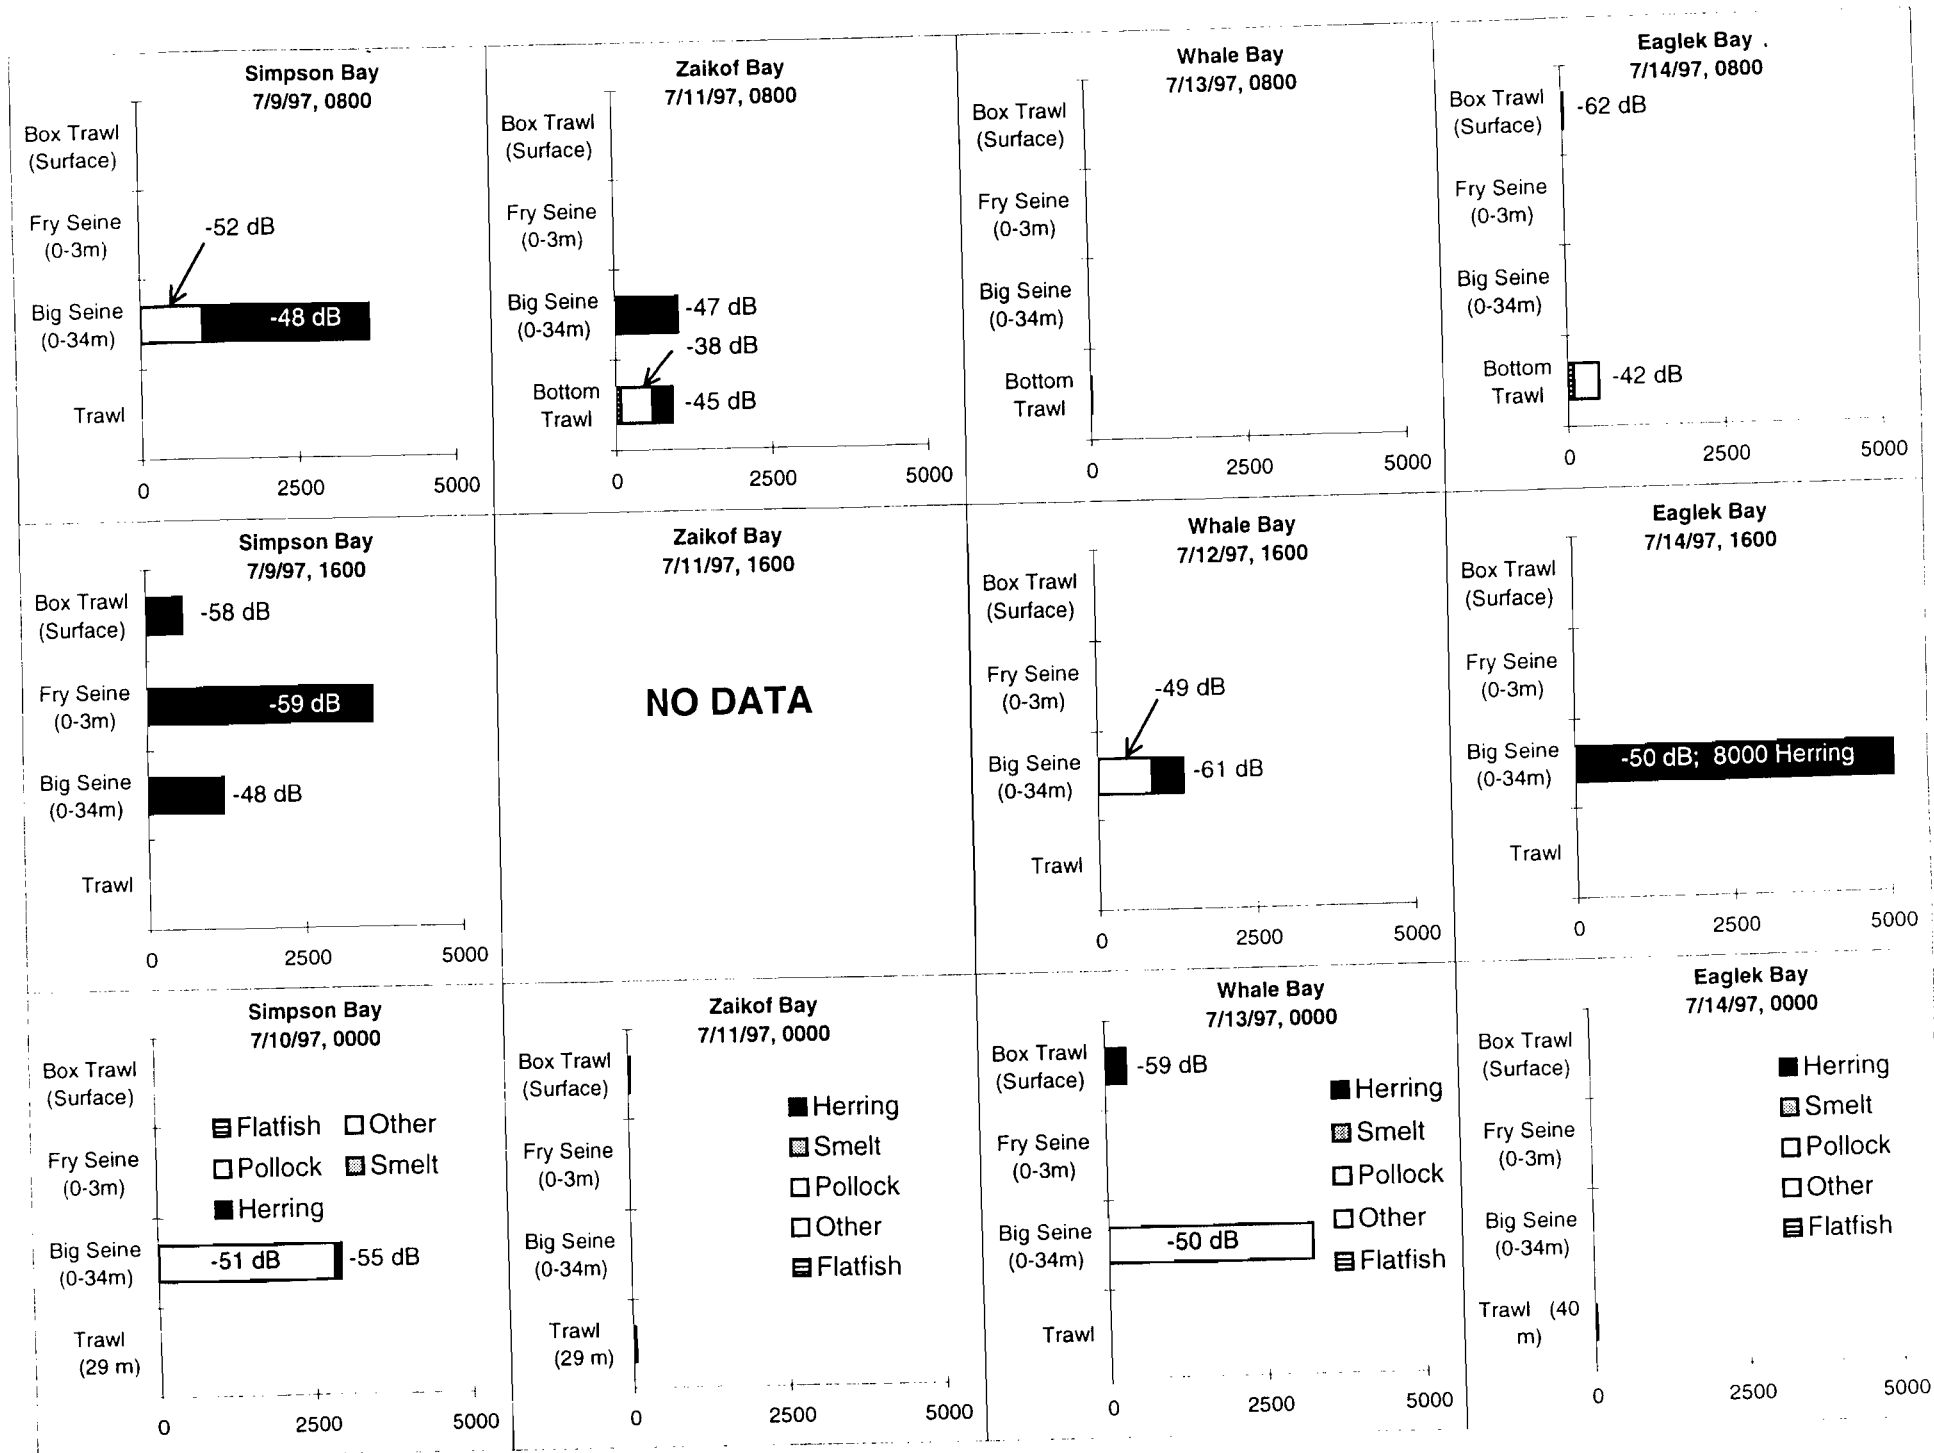 Simpson Bay
7/9/97, 0800
Box Trawl
(Surface)
Fry Seine
(0-3m)
-52 dB
Big Seine
(0-34m)
-48 dB
Trawl
0 2500 5000
Zaikof Bay
7/11/97, 0800
Box Trawl
(Surface)
Fry Seine
(0-3m)
Big Seine
(0-34m)
-47 dB
-38 dB
Bottom
Trawl
-45 dB
0 2500 5000
Whale Bay
7/13/97, 0800
Box Trawl
(Surface)
Fry Seine
(0-3m)
Big Seine
(0-34m)
Bottom
Trawl
0 2500 5000
Eaglek Bay
7/14/97, 0800
Box Trawl
(Surface)
-62 dB
Fry Seine
(0-3m)
Big Seine
(0-34m)
Bottom
Trawl
-42 dB
0 2500 5000
Simpson Bay
7/9/97, 1600
Box Trawl
(Surface)
-58 dB
Fry Seine
(0-3m)
-59 dB
Big Seine
(0-34m)
-48 dB
Trawl
0 2500 5000
Zaikof Bay
7/11/97, 1600
NO DATA
Whale Bay
7/12/97, 1600
Box Trawl
(Surface)
Fry Seine
(0-3m)
-49 dB
Big Seine
(0-34m)
-61 dB
Trawl
0 2500 5000
Eaglek Bay
7/14/97, 1600
Box Trawl
(Surface)
Fry Seine
(0-3m)
Big Seine
(0-34m)
-50 dB; 8000 Herring
Trawl
0 2500 5000
Simpson Bay
7/10/97, 0000
Box Trawl
(Surface)
Flatfish Other
Pollock Smelt
Herring
Fry Seine
(0-3m)
Big Seine
(0-34m)
-51 dB -55 dB
Trawl
(29 m)
0 2500 5000
Zaikof Bay
7/11/97, 0000
Box Trawl
(Surface)
Herring
Smelt
Pollock
Other
Flatfish
Fry Seine
(0-3m)
Big Seine
(0-34m)
Trawl
(29 m)
0 2500 5000
Whale Bay
7/13/97, 0000
Box Trawl
(Surface)
-59 dB
Herring
Smelt
Pollock
Other
Flatfish
Fry Seine
(0-3m)
Big Seine
(0-34m)
-50 dB
Trawl
0 2500 5000
Eaglek Bay
7/14/97, 0000
Box Trawl
(Surface)
Herring
Smelt
Pollock
Other
Flatfish
Fry Seine
(0-3m)
Big Seine
(0-34m)
Trawl (40
m)
0 2500 5000